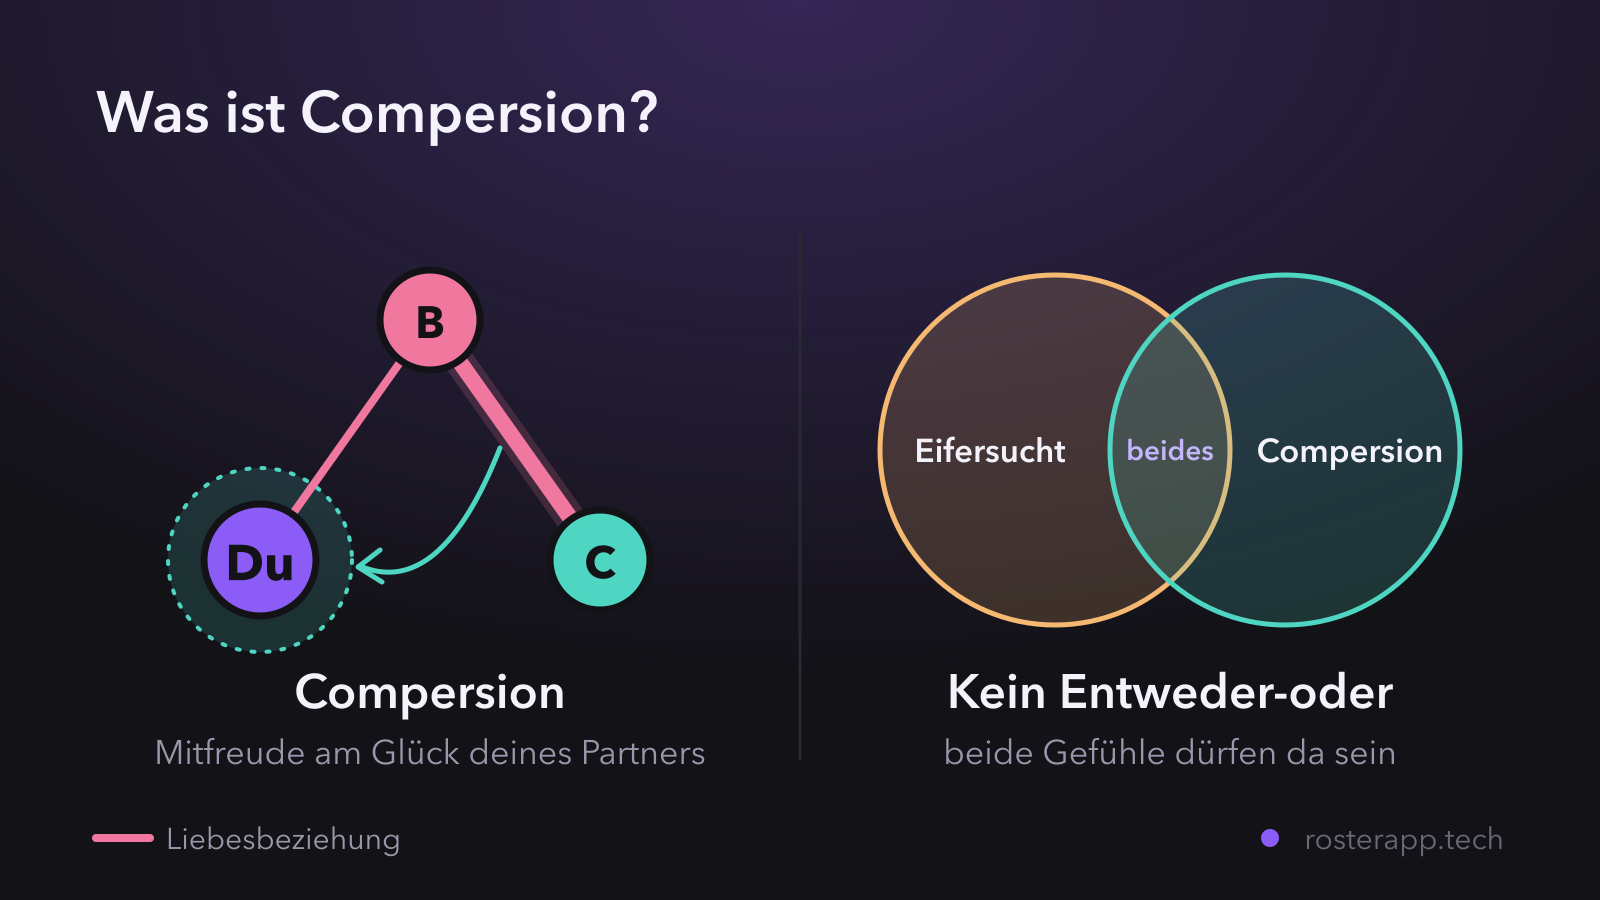 Was ist Compersion?
B
Du
C
Compersion
Mitfreude am Glück deines Partners
Liebesbeziehung
Eifersucht
beides
Compersion
Kein Entweder-oder
beide Gefühle dürfen da sein
rosterapp.tech